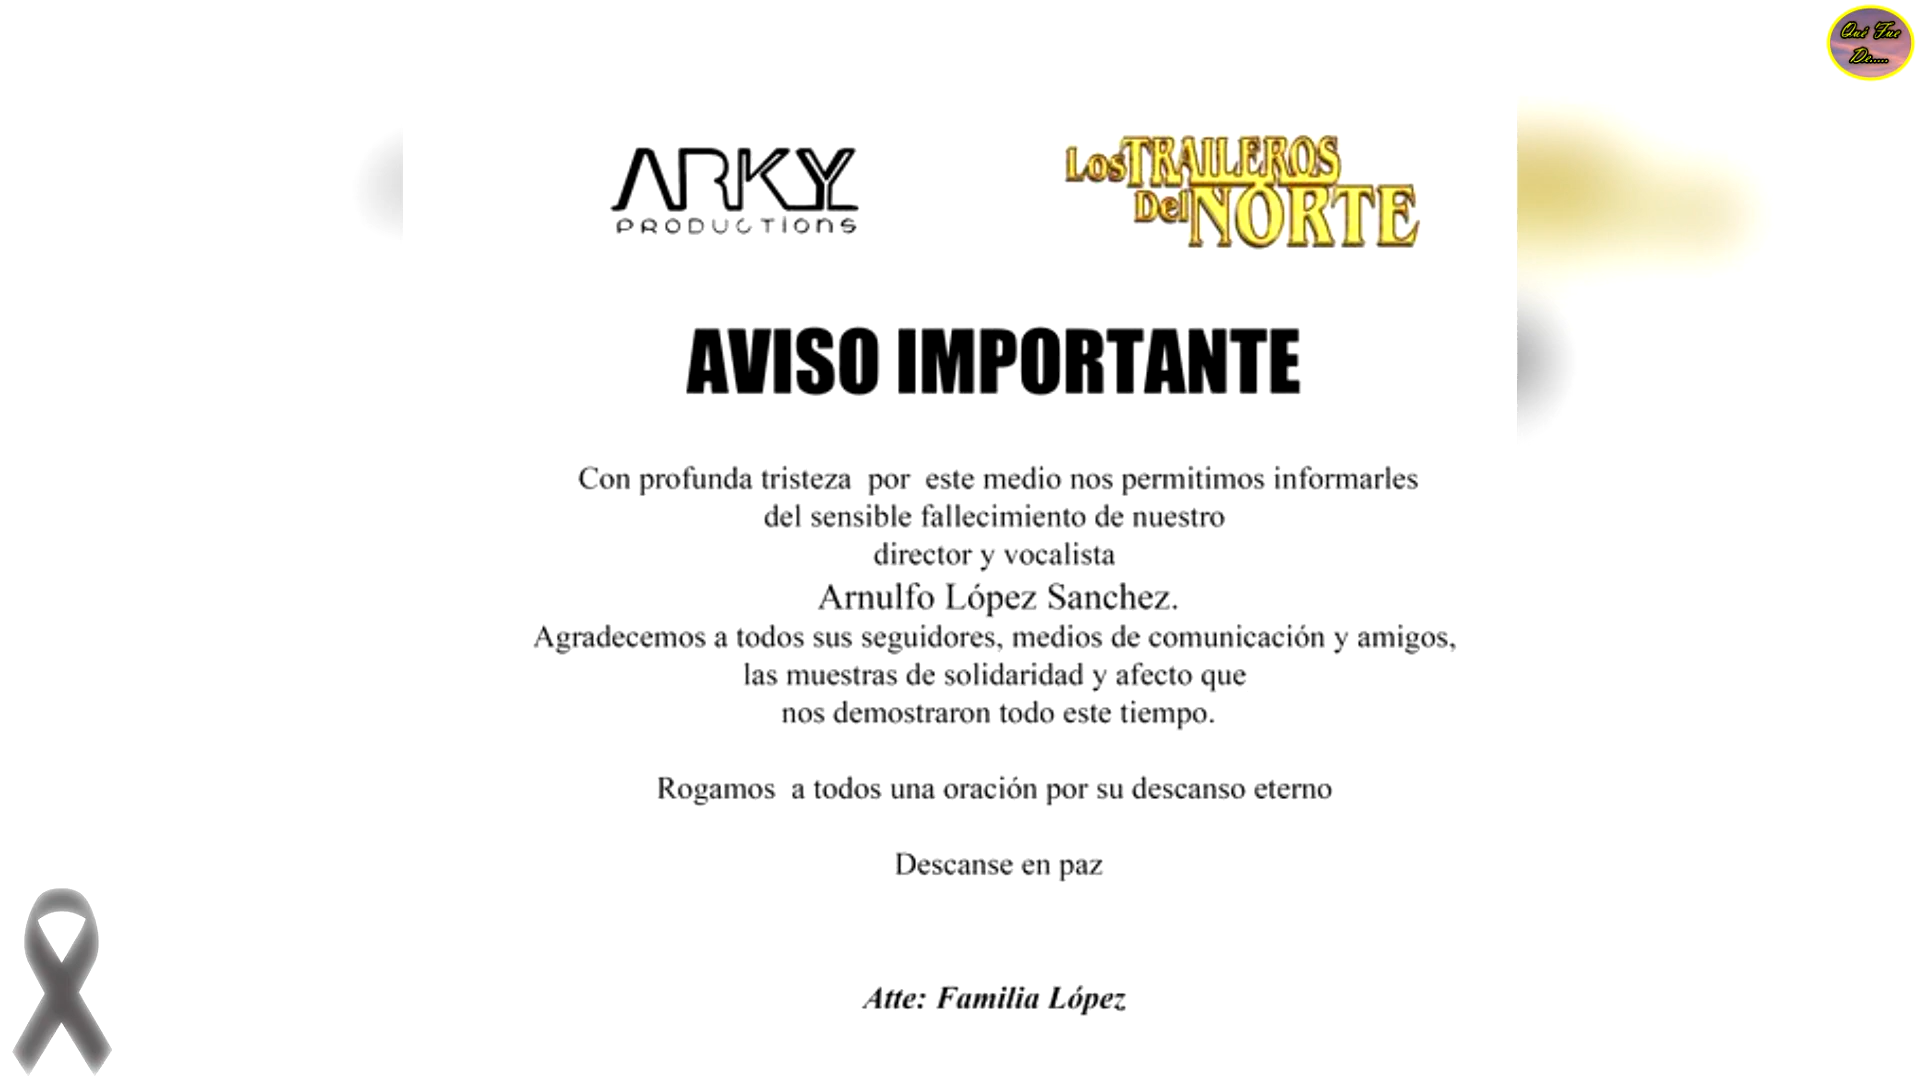 Qué Fue
De.....
ARKY
PRODUCTIONS
Los TRAILEROS
Del NORTE
AVISO IMPORTANTE
Con profunda tristeza por este medio nos permitimos informarles
del sensible fallecimiento de nuestro
director y vocalista
Arnulfo López Sanchez.
Agradecemos a todos sus seguidores, medios de comunicación y amigos,
las muestras de solidaridad y afecto que
nos demostraron todo este tiempo.
Rogamos a todos una oración por su descanso eterno
Descanse en paz
Atte: Familia López